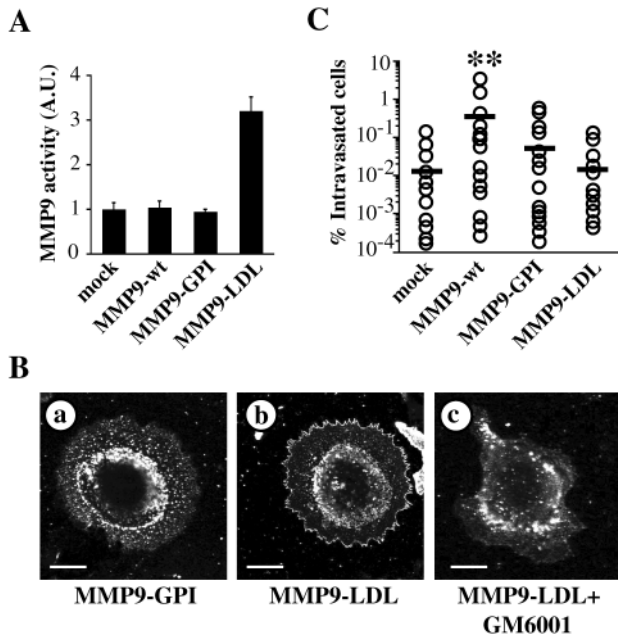 A
MMP9 activity (A.U.)
4
3
2
1
0
mock
MMP9-wt
MMP9-GPI
MMP9-LDL
C
% Intravasated cells
**
10
1
10-1
10-2
10-3
10-4
mock
MMP9-wt
MMP9-GPI
MMP9-LDL
B
a
b
c
MMP9-GPI
MMP9-LDL
MMP9-LDL+
GM6001